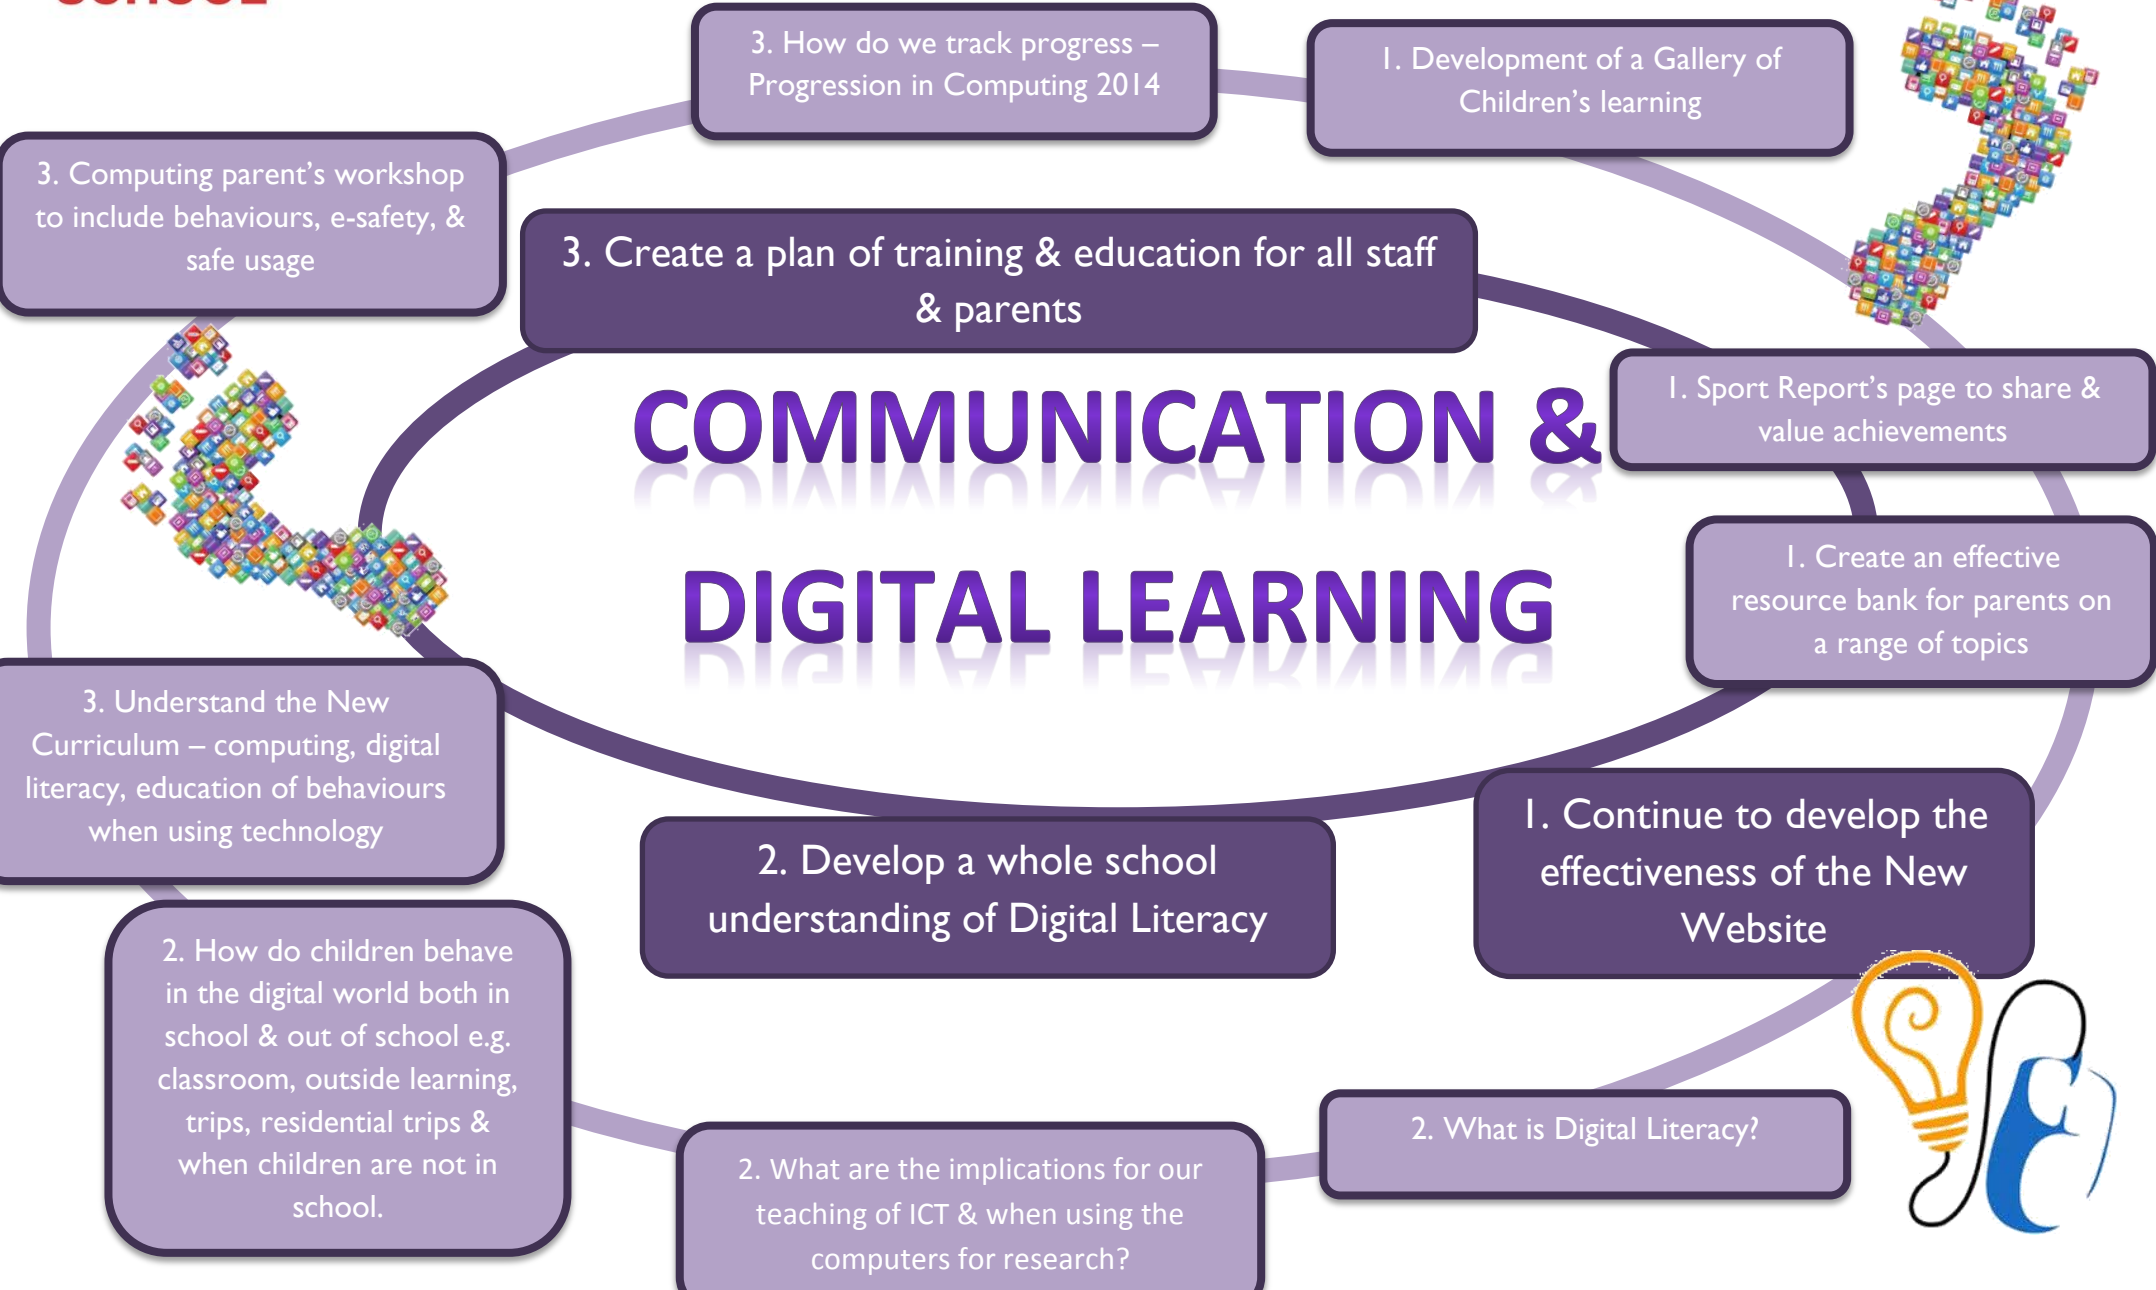 3. How do we track progress –
Progression in Computing 2014
1. Development of a Gallery of
Children's learning
3. Computing parent's workshop
to include behaviours, e-safety, &
safe usage
3. Create a plan of training & education for all staff
& parents
COMMUNICATION &
DIGITAL LEARNING
1. Sport Report's page to share &
value achievements
1. Create an effective
resource bank for parents on
a range of topics
3. Understand the New
Curriculum – computing, digital
literacy, education of behaviours
when using technology
2. Develop a whole school
understanding of Digital Literacy
1. Continue to develop the
effectiveness of the New
Website
2. How do children behave
in the digital world both in
school & out of school e.g.
classroom, outside learning,
trips, residential trips &
when children are not in
school.
2. What are the implications for our
teaching of ICT & when using the
computers for research?
2. What is Digital Literacy?